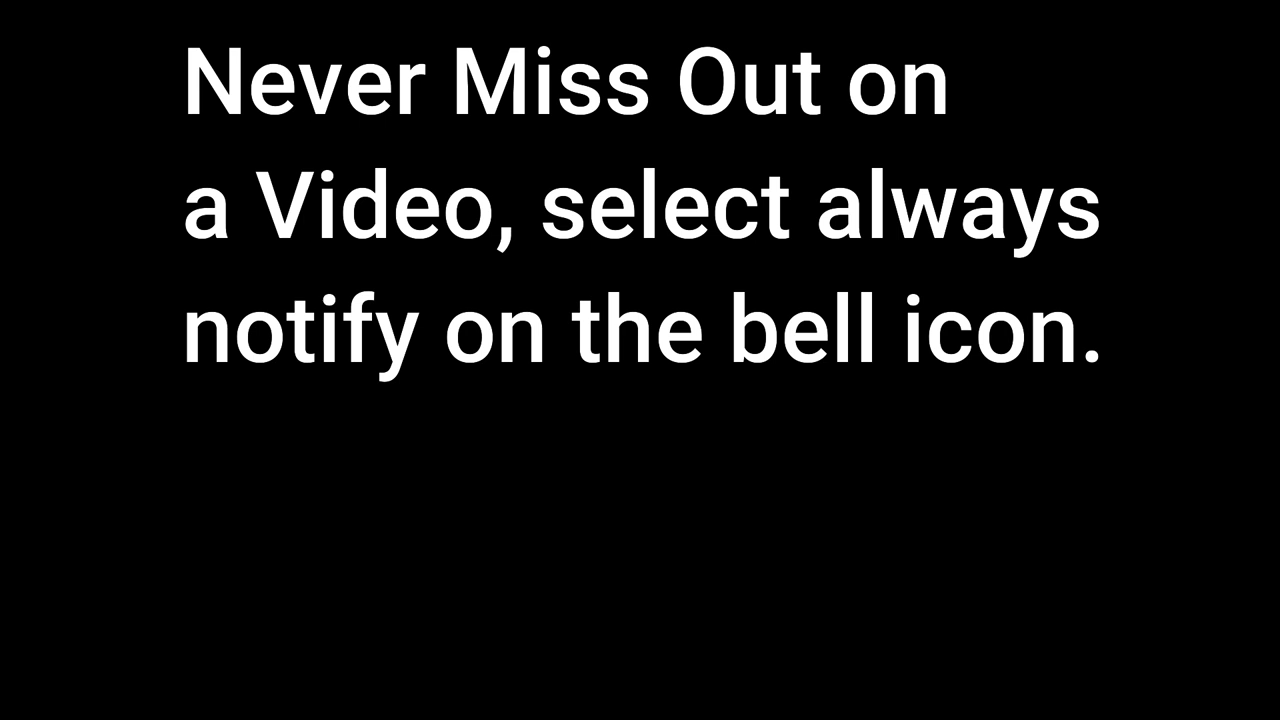 Never Miss Out on
a Video, select always
notify on the bell icon.